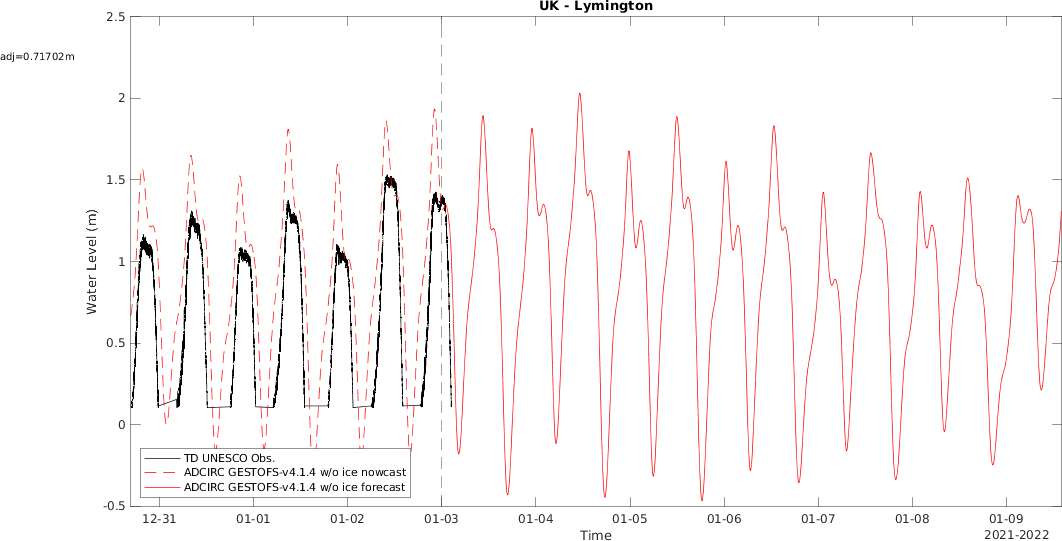 UK - Lymington
adj=0.71702m
2.5
2
1.5
1
0.5
0
-0.5
Water Level (m)
TD UNESCO Obs.
ADCIRC GESTOFS-v4.1.4 w/o ice nowcast
ADCIRC GESTOFS-v4.1.4 w/o ice forecast
12-31 01-01 01-02 01-03 01-04 01-05 01-06 01-07 01-08 01-09
Time
2021-2022